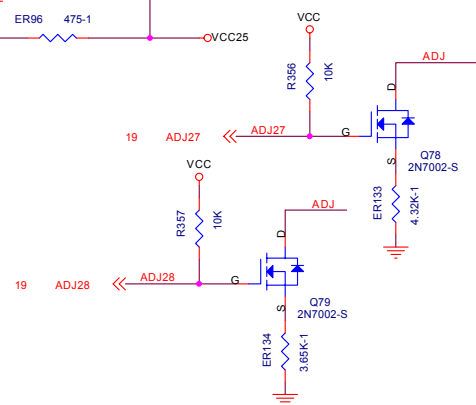 ER96 475-1
VCC25
VCC
R356
10K
ADJ
D
19 ADJ27
ADJ27
G
S
Q78
2N7002-S
ER133
4.32K-1
VCC
R357
10K
ADJ
D
19 ADJ28
ADJ28
G
S
Q79
2N7002-S
ER134
3.65K-1